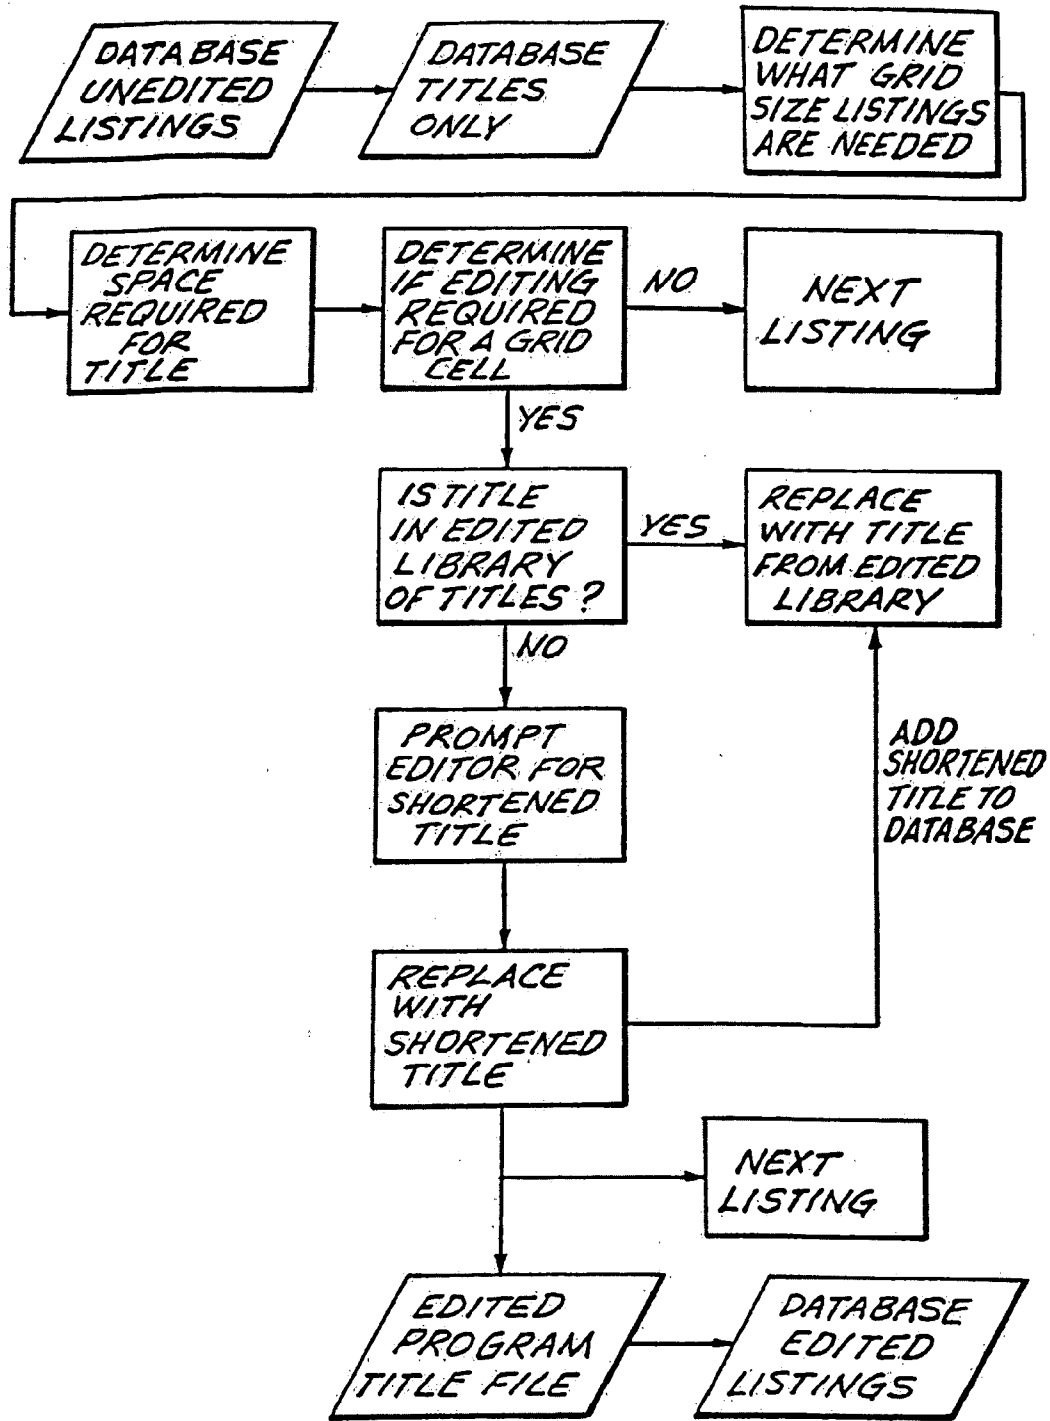 DATABASE
UNEDITED
LISTINGS
DATABASE
TITLES
ONLY
DETERMINE
WHAT GRID
SIZE LISTINGS
ARE NEEDED
DETERMINE
SPACE
REQUIRED
FOR
TITLE
DETERMINE
IF EDITING
REQUIRED
FOR A GRID
CELL
NO
NEXT
LISTING
YES
IS TITLE
IN EDITED
LIBRARY
OF TITLES?
YES
REPLACE
WITH TITLE
FROM EDITED
LIBRARY
NO
PROMPT
EDITOR FOR
SHORTENED
TITLE
ADD
SHORTENED
TITLE TO
DATABASE
REPLACE
WITH
SHORTENED
TITLE
NEXT
LISTING
EDITED
PROGRAM
TITLE FILE
DATABASE
EDITED
LISTINGS